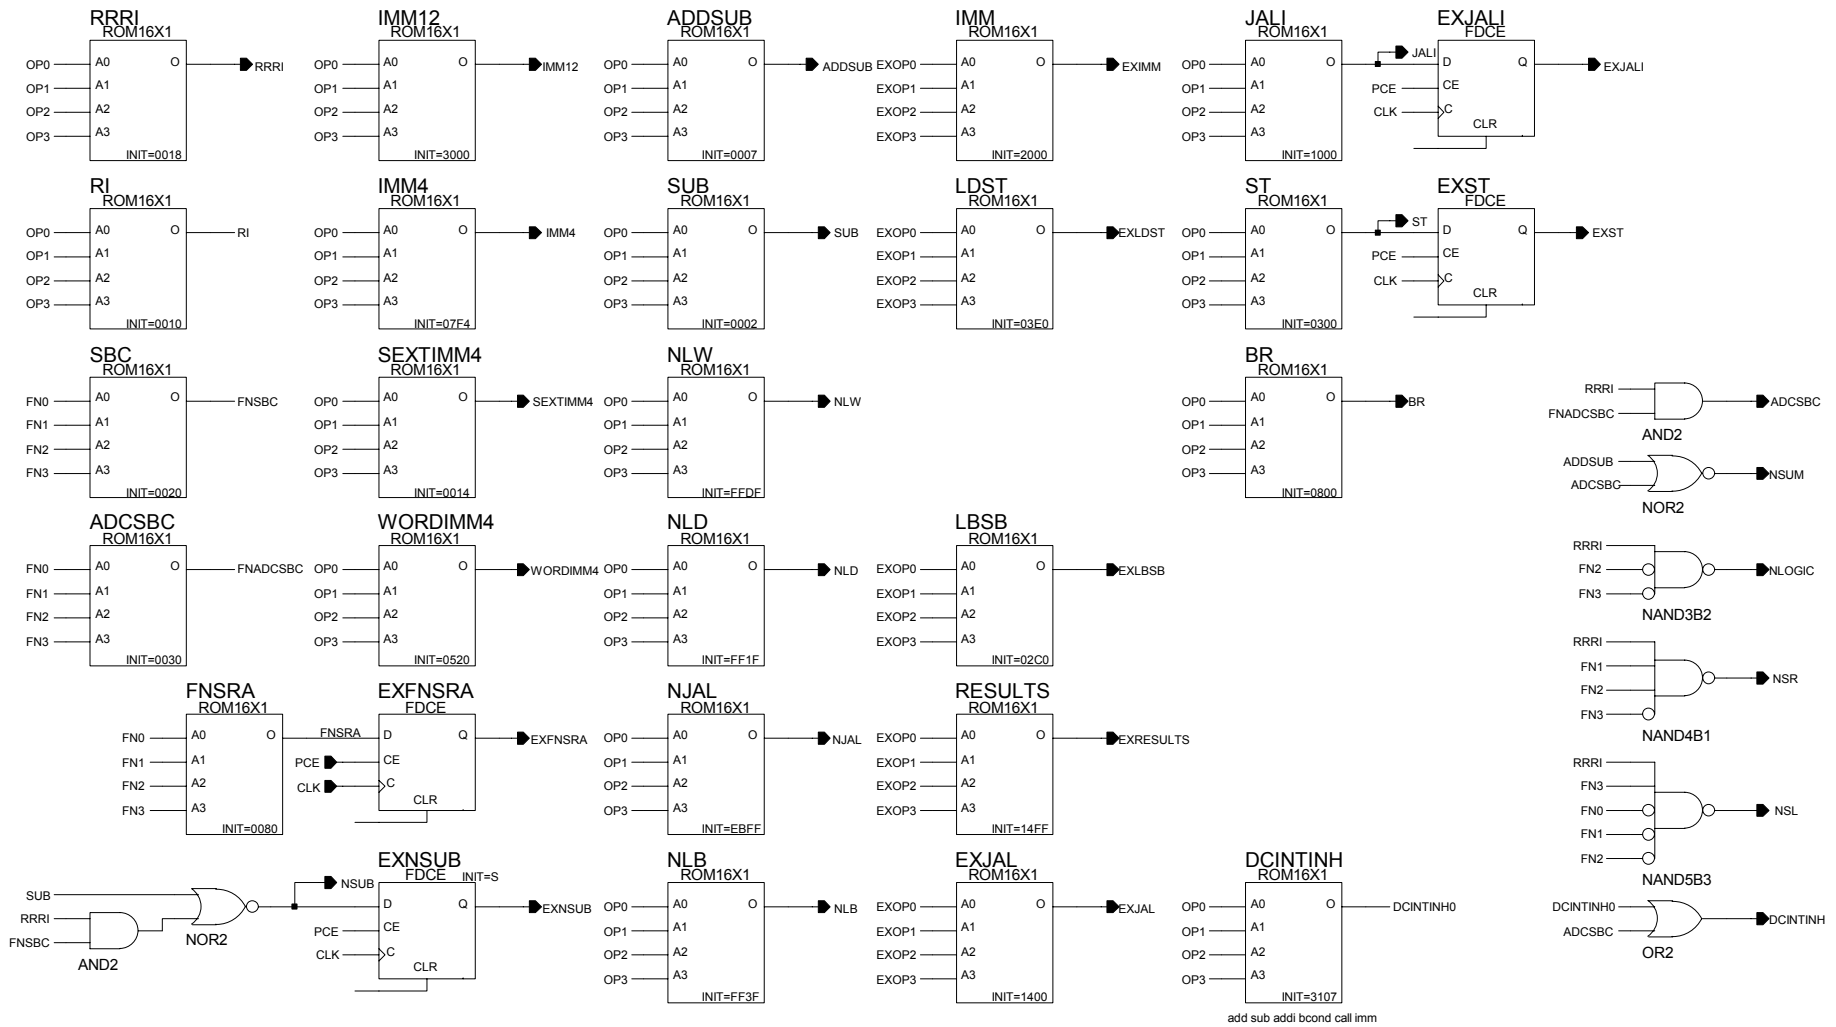 RRRI
ROM16X1
OP0
OP1
OP2
OP3
A0
A1
A2
A3
O
RRRI
INIT=0018
IMM12
ROM16X1
OP0
OP1
OP2
OP3
A0
A1
A2
A3
O
IMM12
INIT=3000
ADDSUB
ROM16X1
OP0
OP1
OP2
OP3
A0
A1
A2
A3
O
ADDSUB
INIT=0007
IMM
ROM16X1
EXOP0
EXOP1
EXOP2
EXOP3
A0
A1
A2
A3
O
EXIMM
INIT=2000
JALI
ROM16X1
OP0
OP1
OP2
OP3
A0
A1
A2
A3
O
JALI
INIT=1000
EXJALI
FDCE
PCE
CLK
D
CE
C
CLR
Q
EXJALI
RI
ROM16X1
OP0
OP1
OP2
OP3
A0
A1
A2
A3
O
RI
INIT=0010
IMM4
ROM16X1
OP0
OP1
OP2
OP3
A0
A1
A2
A3
O
IMM4
INIT=07F4
SUB
ROM16X1
OP0
OP1
OP2
OP3
A0
A1
A2
A3
O
SUB
INIT=0002
LDST
ROM16X1
EXOP0
EXOP1
EXOP2
EXOP3
A0
A1
A2
A3
O
EXLDST
INIT=03E0
ST
ROM16X1
OP0
OP1
OP2
OP3
A0
A1
A2
A3
O
ST
INIT=0300
EXST
FDCE
PCE
CLK
D
CE
C
CLR
Q
EXST
SBC
ROM16X1
FN0
FN1
FN2
FN3
A0
A1
A2
A3
O
FNSBC
INIT=0020
SEXTIMM4
ROM16X1
OP0
OP1
OP2
OP3
A0
A1
A2
A3
O
SEXTIMM4
INIT=0014
NLW
ROM16X1
OP0
OP1
OP2
OP3
A0
A1
A2
A3
O
NLW
INIT=FFDF
BR
ROM16X1
OP0
OP1
OP2
OP3
A0
A1
A2
A3
O
BR
INIT=0800
RRRI
FNADCSBC
ADCSBC
AND2
ADDSUB
ADCSBC
NSUM
NOR2
ADCSBC
ROM16X1
FN0
FN1
FN2
FN3
A0
A1
A2
A3
O
FNADCSBC
INIT=0030
WORDIMM4
ROM16X1
OP0
OP1
OP2
OP3
A0
A1
A2
A3
O
WORDIMM4
INIT=0520
NLD
ROM16X1
OP0
OP1
OP2
OP3
A0
A1
A2
A3
O
NLD
INIT=FF1F
LBSB
ROM16X1
EXOP0
EXOP1
EXOP2
EXOP3
A0
A1
A2
A3
O
EXLBSB
INIT=02C0
RRRI
FN2
FN3
NLOGIC
NAND3B2
RRRI
FN1
FN2
FN3
NSR
NAND4B1
FNSRA
ROM16X1
FN0
FN1
FN2
FN3
A0
A1
A2
A3
O
FNSRA
INIT=0080
EXFNSRA
FDCE
PCE
CLK
D
CE
C
CLR
Q
EXFNSRA
NJAL
ROM16X1
OP0
OP1
OP2
OP3
A0
A1
A2
A3
O
NJAL
INIT=EBFF
RESULTS
ROM16X1
EXOP0
EXOP1
EXOP2
EXOP3
A0
A1
A2
A3
O
EXRESULTS
INIT=14FF
RRRI
FN3
FN0
FN1
FN2
NSL
NAND5B3
SUB
RRRI
FNSBC
AND2
NOR2
NSUB
EXNSUB
FDCE
INIT=S
PCE
CLK
D
CE
C
CLR
Q
EXNSUB
NLB
ROM16X1
OP0
OP1
OP2
OP3
A0
A1
A2
A3
O
NLB
INIT=FF3F
EXJAL
ROM16X1
EXOP0
EXOP1
EXOP2
EXOP3
A0
A1
A2
A3
O
EXJAL
INIT=1400
DCINTINH
ROM16X1
OP0
OP1
OP2
OP3
A0
A1
A2
A3
O
DCINTINH0
INIT=3107
add sub addi bcond call imm
DCINTINH0
ADCSBC
DCINTINH
OR2